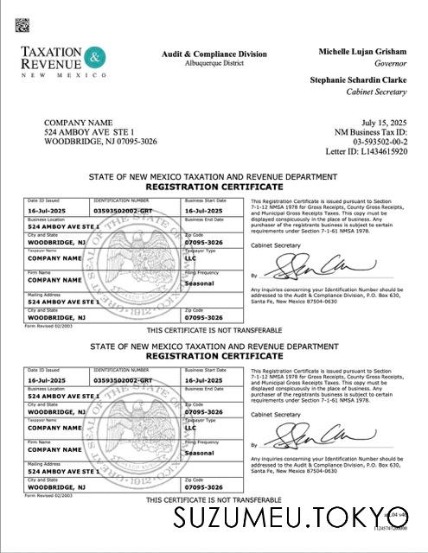 TAXATION
& REVENUE
NEW MEXICO
Audit & Compliance Division
Albuquerque District
Michelle Lujan Grisham
Governor
Stephanie Schardin Clarke
Cabinet Secretary
COMPANY NAME
524 AMBOY AVE STE 1
WOODBRIDGE, NJ 07095-3026
July 15, 2025
NM Business Tax ID:
03-593502-00-2
Letter ID: L1434615920
STATE OF NEW MEXICO TAXATION AND REVENUE DEPARTMENT
REGISTRATION CERTIFICATE
Date ID Issued
16-Jul-2025
IDENTIFICATION NUMBER
03593502002-GRT
Business Start Date
16-Jul-2025
Business Location
524 AMBOY AVE STE 1
Business End Date
City and State
WOODBRIDGE, NJ
Zip Code
07095-3026
Taxpayer Name
COMPANY NAME
Taxpayer Type
LLC
Firm Name
COMPANY NAME
Filing Frequency
Seasonal
Mailing Address
524 AMBOY AVE STE 1
City and State
WOODBRIDGE, NJ
Zip Code
07095-3026
Form Revised 02/2003
This Registration Certificate is issued pursuant to Section
7-1-12 NMSA 1978 for Gross Receipts, County Gross Receipts,
and Municipal Gross Receipts Taxes. This copy must be
displayed conspicuously in the place of business. Any
purchaser of the registrants business is subject to certain
requirements under Section 7-1-61 NMSA 1978.
Cabinet Secretary
By
Any inquiries concerning your Identification Number should be
addressed to the Audit & Compliance Division, P.O. Box 630,
Santa Fe, New Mexico 87504-0630
THIS CERTIFICATE IS NOT TRANSFERABLE
STATE OF NEW MEXICO TAXATION AND REVENUE DEPARTMENT
REGISTRATION CERTIFICATE
Date ID Issued
16-Jul-2025
IDENTIFICATION NUMBER
03593502002-GRT
Business Start Date
16-Jul-2025
Business Location
524 AMBOY AVE STE 1
Business End Date
City and State
WOODBRIDGE, NJ
Zip Code
07095-3026
Taxpayer Name
COMPANY NAME
Taxpayer Type
LLC
Firm Name
COMPANY NAME
Filing Frequency
Seasonal
Mailing Address
524 AMBOY AVE STE 1
City and State
WOODBRIDGE, NJ
Zip Code
07095-3026
Form Revised 02/2003
This Registration Certificate is issued pursuant to Section
7-1-12 NMSA 1978 for Gross Receipts, County Gross Receipts,
and Municipal Gross Receipts Taxes. This copy must be
displayed conspicuously in the place of business. Any
purchaser of the registrants business is subject to certain
requirements under Section 7-1-61 NMSA 1978.
Cabinet Secretary
By
Any inquiries concerning your Identification Number should be
addressed to the Audit & Compliance Division, P.O. Box 630,
Santa Fe, New Mexico 87504-0630
THIS CERTIFICATE IS NOT TRANSFERABLE
SUZUMEU.TOKYO